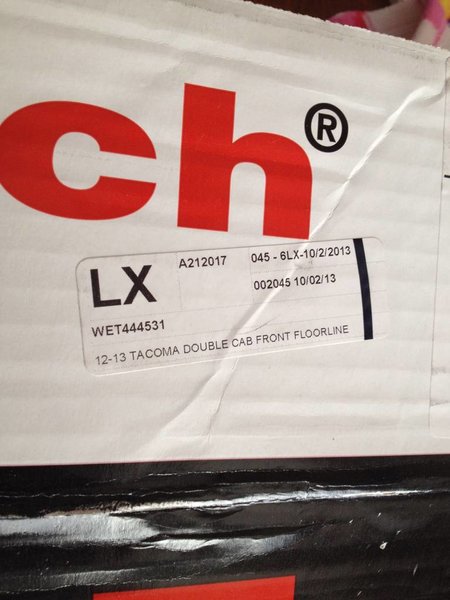 ch®
LX A212017 045 - 6LX-10/2/2013
002045 10/02/13
WET444531
12-13 TACOMA DOUBLE CAB FRONT FLOORLINE